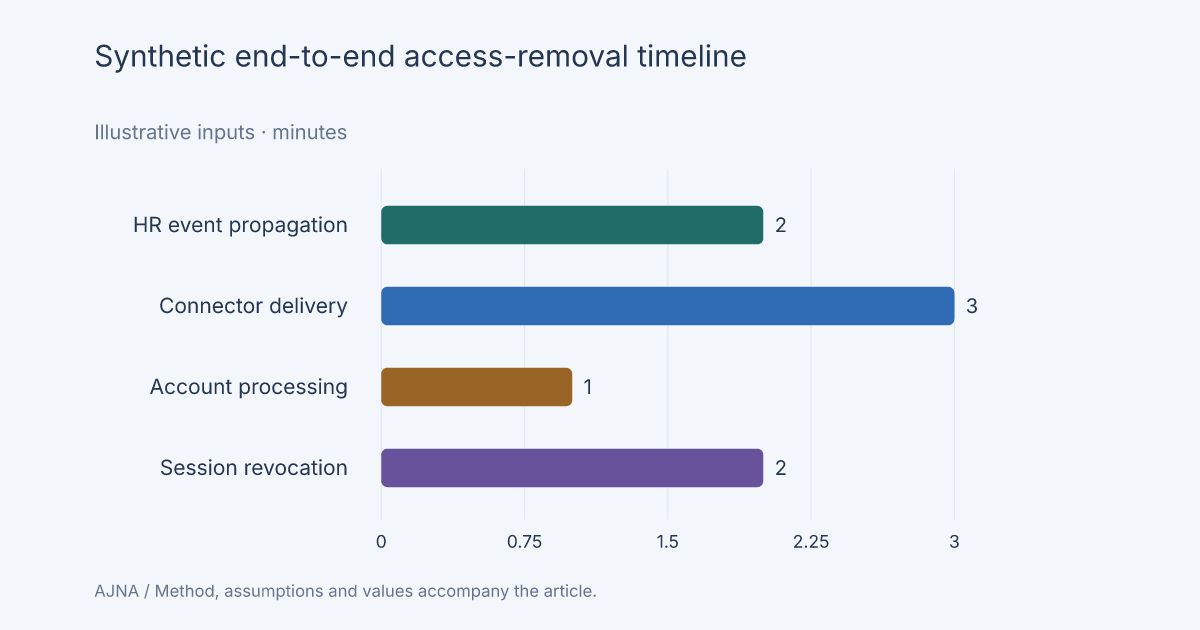 Synthetic end-to-end access-removal timeline
Illustrative inputs · minutes
HR event propagation 2
Connector delivery 3
Account processing 1
Session revocation 2
0 0.75 1.5 2.25 3
AJNA / Method, assumptions and values accompany the article.